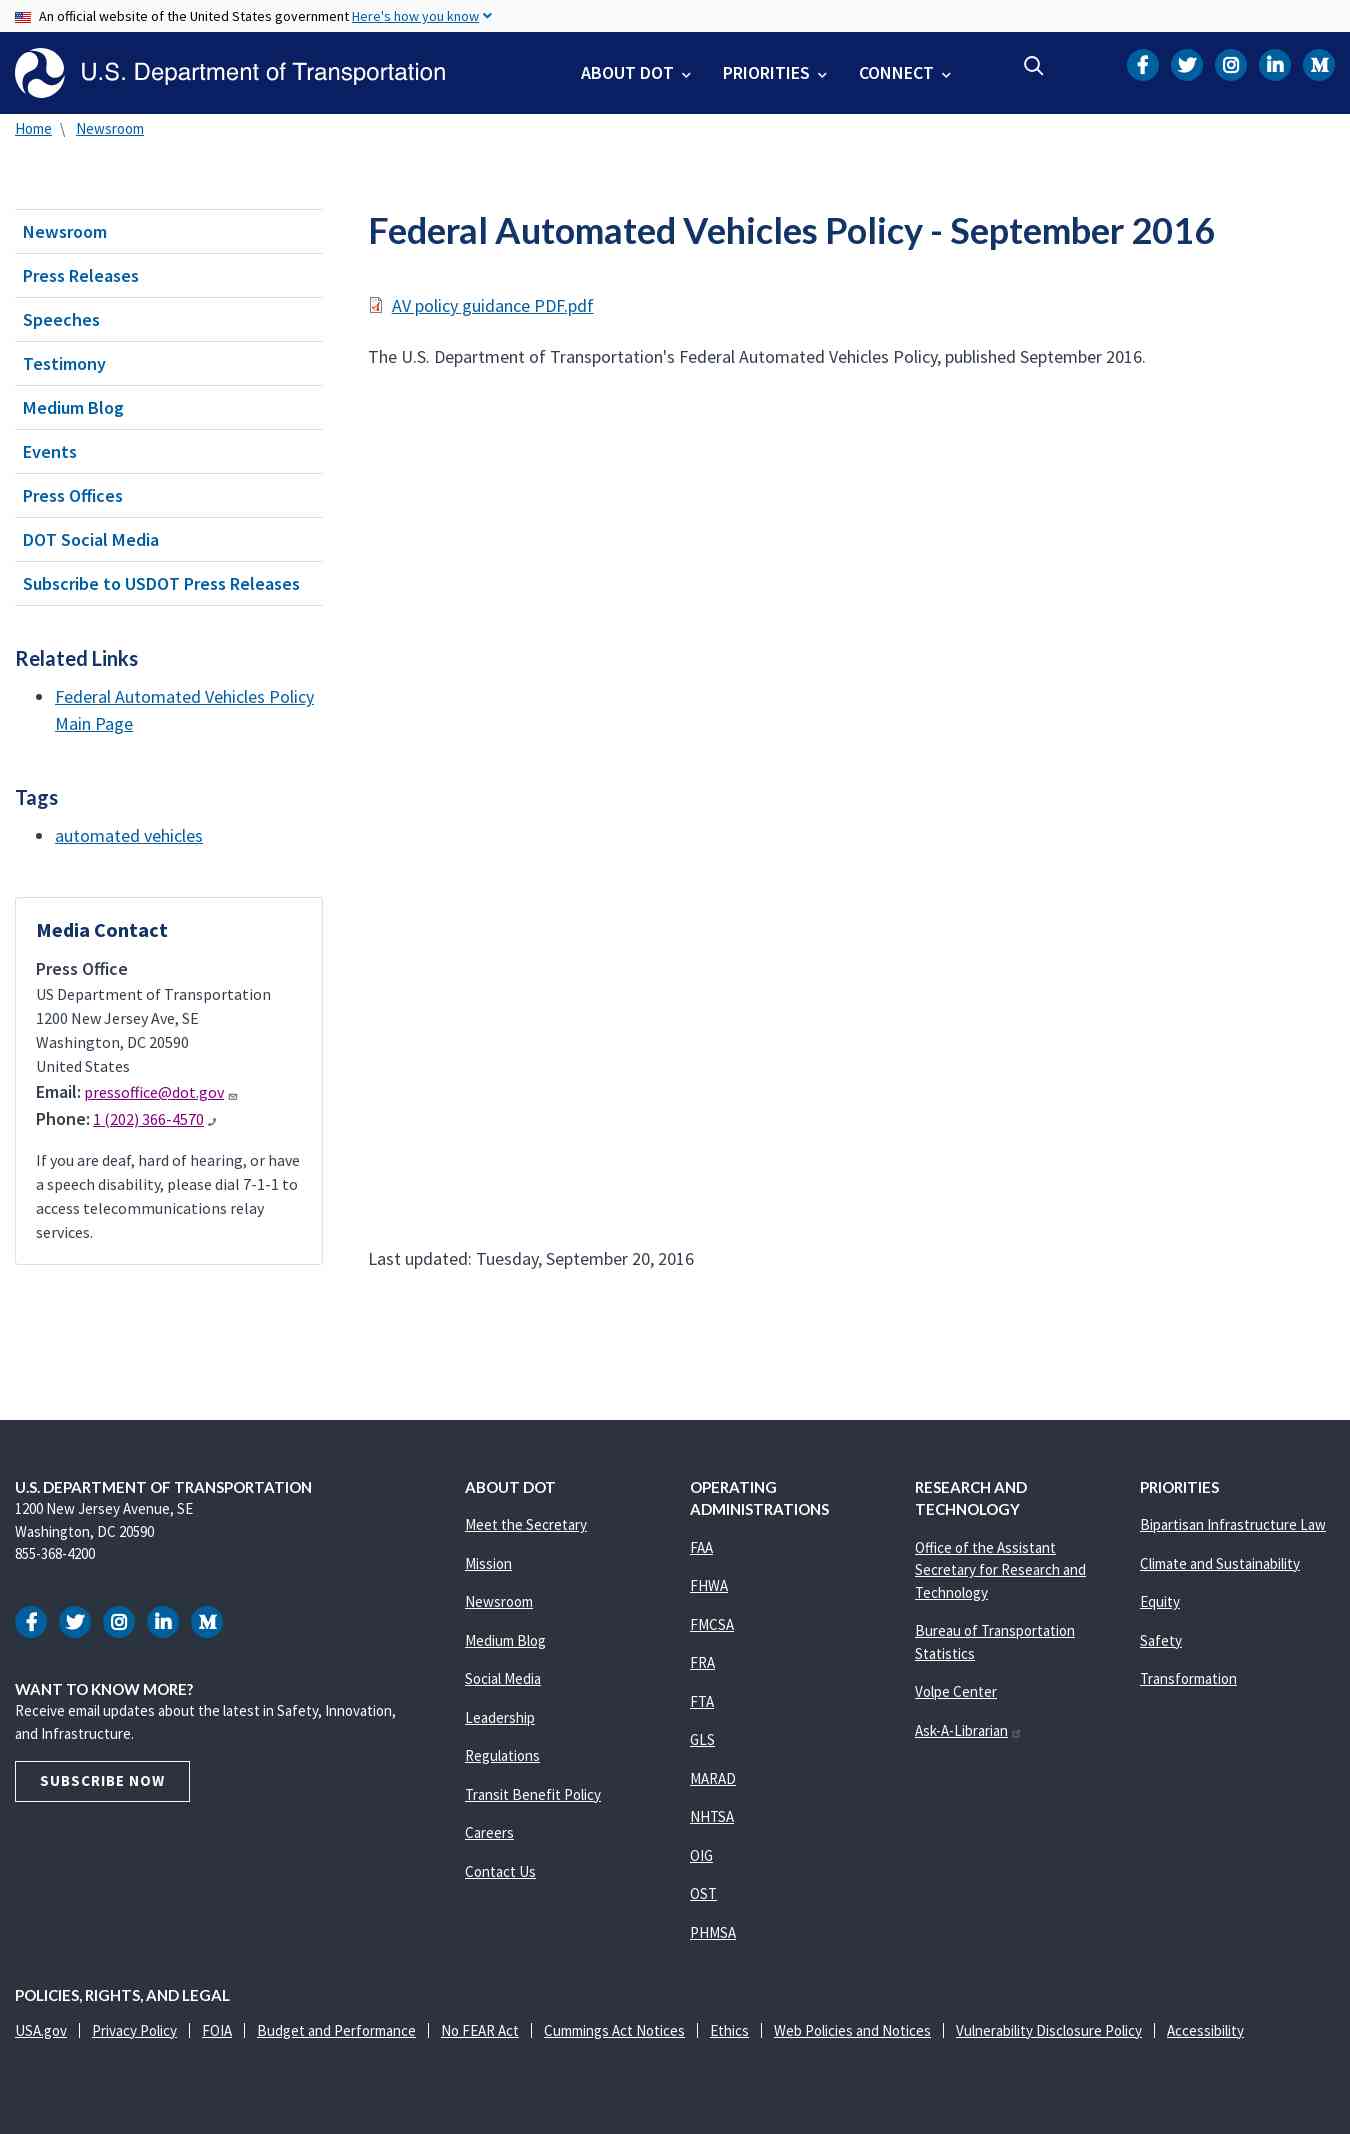 An official website of the United States government Here's how you know
U.S. Department of Transportation
ABOUT DOT
PRIORITIES
CONNECT
Home \ Newsroom
Newsroom
Press Releases
Speeches
Testimony
Medium Blog
Events
Press Offices
DOT Social Media
Subscribe to USDOT Press Releases
Related Links
Federal Automated Vehicles Policy
Main Page
Tags
automated vehicles
Media Contact
Press Office
US Department of Transportation
1200 New Jersey Ave, SE
Washington, DC 20590
United States
Email: pressoffice@dot.gov
Phone: 1 (202) 366-4570
If you are deaf, hard of hearing, or have
a speech disability, please dial 7-1-1 to
access telecommunications relay
services.
Federal Automated Vehicles Policy - September 2016
AV policy guidance PDF.pdf
The U.S. Department of Transportation's Federal Automated Vehicles Policy, published September 2016.
Last updated: Tuesday, September 20, 2016
U.S. DEPARTMENT OF TRANSPORTATION
1200 New Jersey Avenue, SE
Washington, DC 20590
855-368-4200
WANT TO KNOW MORE?
Receive email updates about the latest in Safety, Innovation,
and Infrastructure.
SUBSCRIBE NOW
ABOUT DOT
Meet the Secretary
Mission
Newsroom
Medium Blog
Social Media
Leadership
Regulations
Transit Benefit Policy
Careers
Contact Us
OPERATING
ADMINISTRATIONS
FAA
FHWA
FMCSA
FRA
FTA
GLS
MARAD
NHTSA
OIG
OST
PHMSA
RESEARCH AND
TECHNOLOGY
Office of the Assistant
Secretary for Research and
Technology
Bureau of Transportation
Statistics
Volpe Center
Ask-A-Librarian
PRIORITIES
Bipartisan Infrastructure Law
Climate and Sustainability
Equity
Safety
Transformation
POLICIES, RIGHTS, AND LEGAL
USA.gov | Privacy Policy | FOIA | Budget and Performance | No FEAR Act | Cummings Act Notices | Ethics | Web Policies and Notices | Vulnerability Disclosure Policy | Accessibility